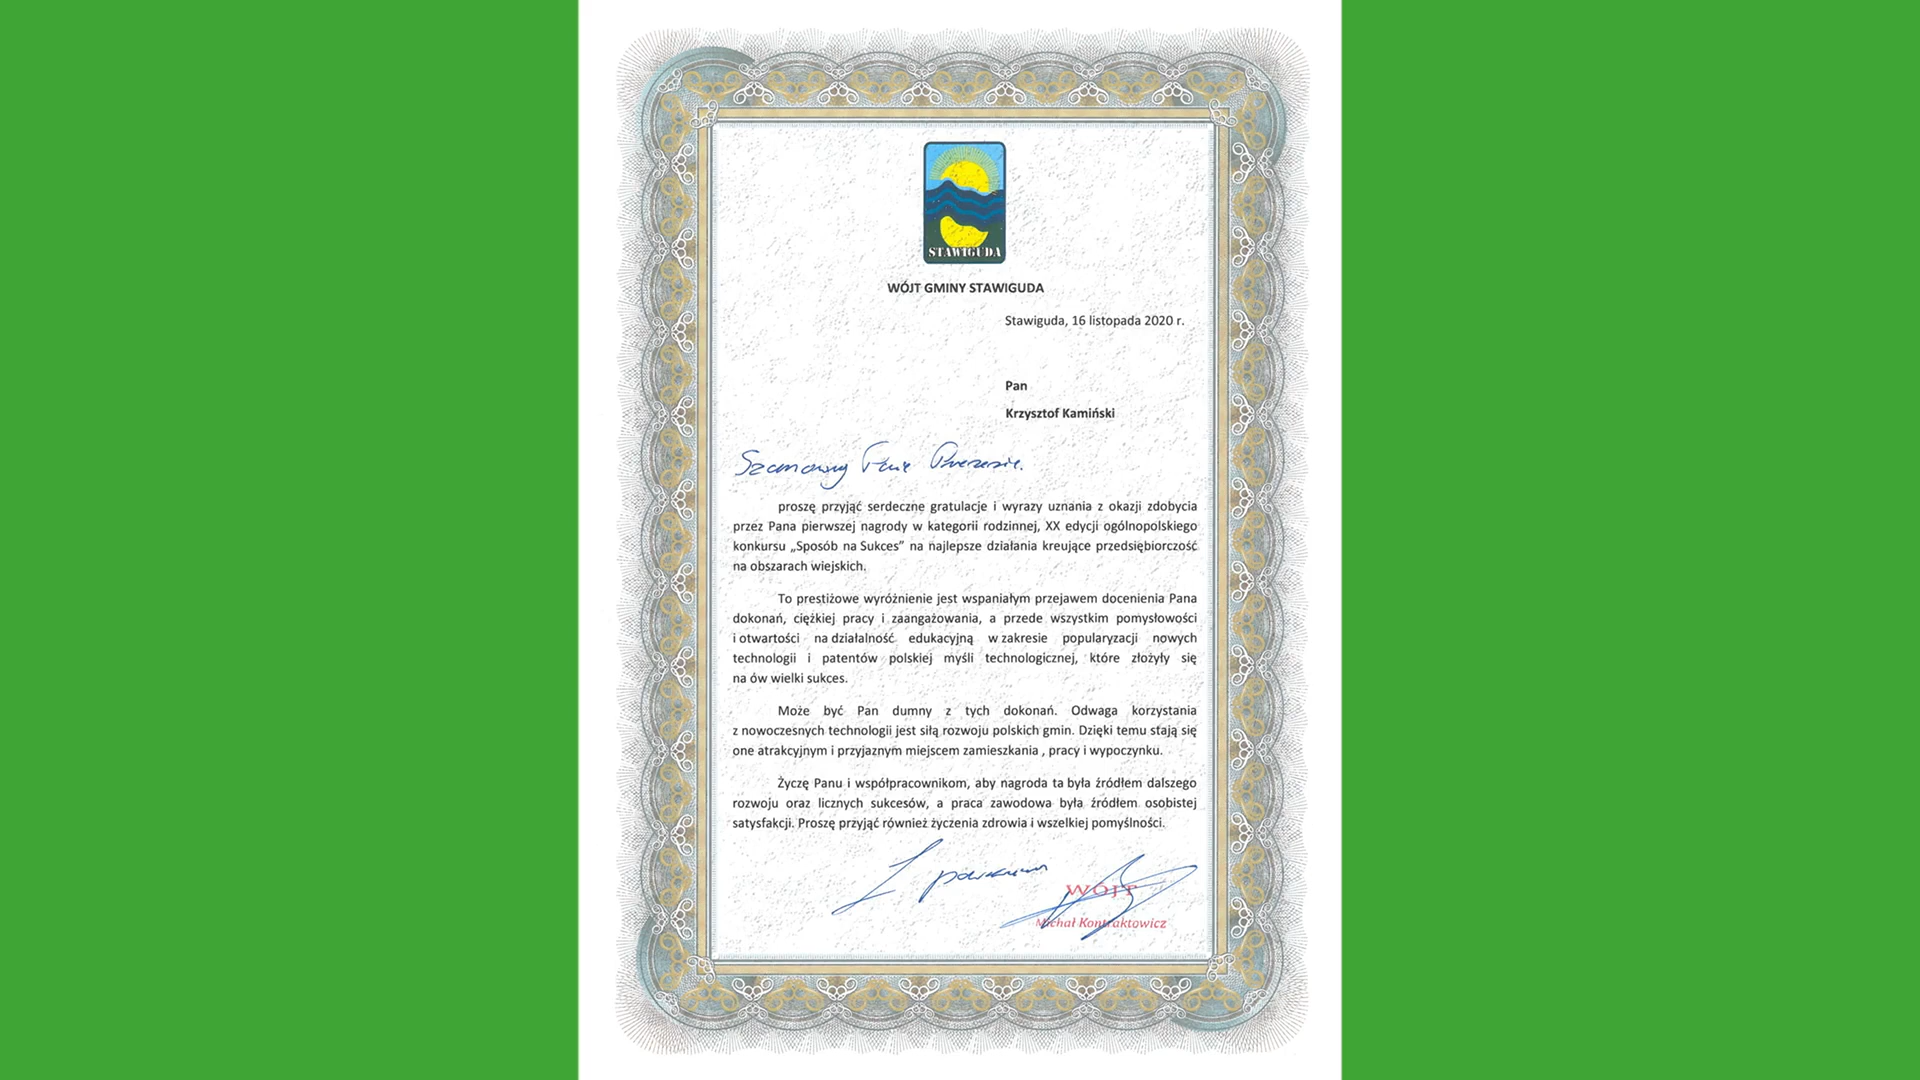 STAWIGUDA
WÓJT GMINY STAWIGUDA
Stawiguda, 16 listopada 2020 r.
Pan
Krzysztof Kamiński
Szanowny Panie Prezesie.
proszę przyjąć serdeczne gratulacje i wyrazy uznania z okazji zdobycia
przez Pana pierwszej nagrody w kategorii rodzinnej, XX edycji ogólnopolskiego
konkursu „Sposób na Sukces” na najlepsze działania kreujące przedsiębiorczość
na obszarach wiejskich.
To prestiżowe wyróżnienie jest wspaniałym przejawem docenienia Pana
dokonań, ciężkiej pracy i zaangażowania, a przede wszystkim pomysłowości
i otwartości na działalność edukacyjną w zakresie popularyzacji nowych
technologii i patentów polskiej myśli technologicznej, które złożyły się
na ów wielki sukces.
Może być Pan dumny z tych dokonań. Odwaga korzystania
z nowoczesnych technologii jest siłą rozwoju polskich gmin. Dzięki temu stają się
one atrakcyjnym i przyjaznym miejscem zamieszkania , pracy i wypoczynku.
Życzę Panu i współpracownikom, aby nagroda ta była źródłem dalszego
rozwoju oraz licznych sukcesów, a praca zawodowa była źródłem osobistej
satysfakcji. Proszę przyjąć również życzenia zdrowia i wszelkiej pomyślności.
Z poważaniem
WÓJT
Michał Kontraktowicz